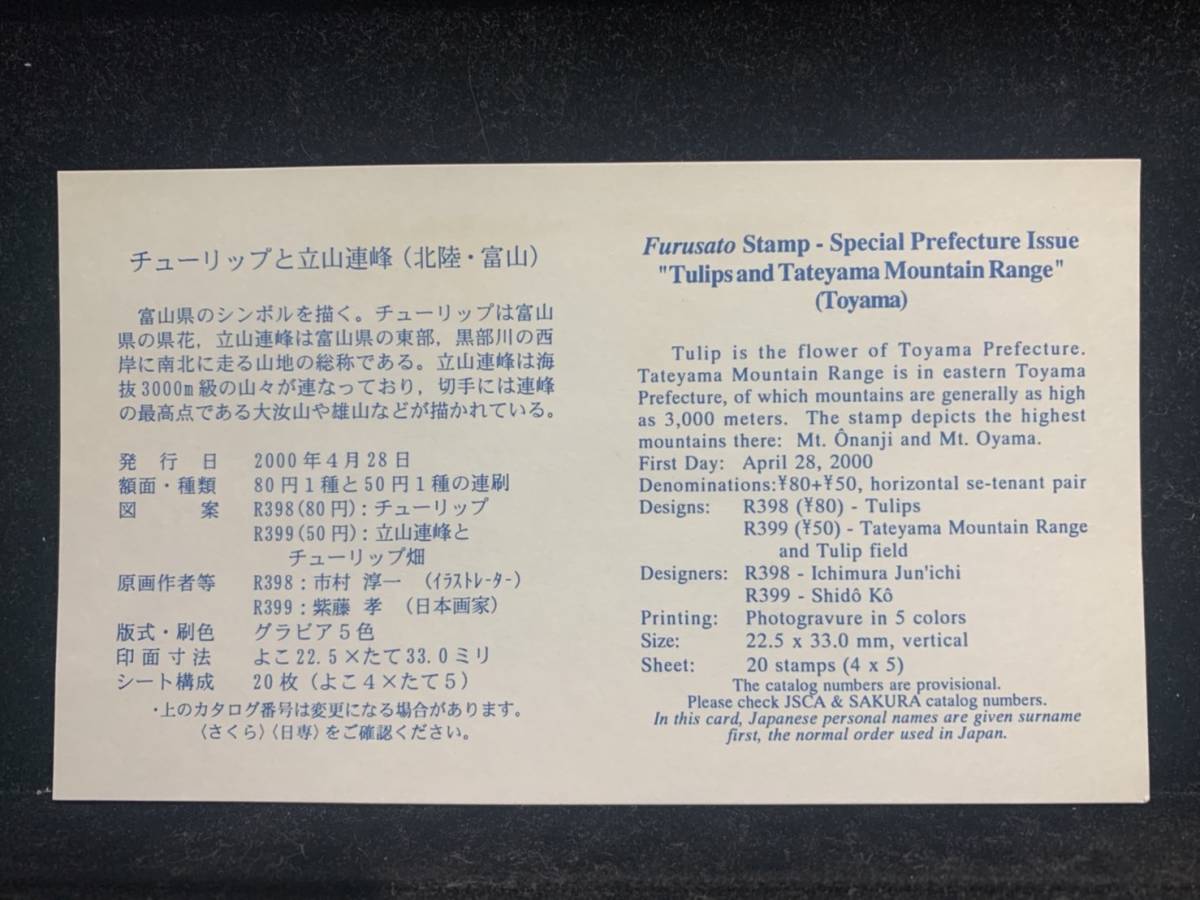 チューリップと立山連峰（北陸・富山）
富山県のシンボルを描く。チューリップは富山
県の県花，立山連峰は富山県の東部，黒部川の西
岸に南北に走る山地の総称である。立山連峰は海
抜3000m級の山々が連なっており，切手には連峰
の最高点である大汝山や雄山などが描かれている。
発行日 2000年4月28日
額面・種類 80円1種と50円1種の連刷
図案 R398(80円)：チューリップ
R399(50円)：立山連峰と
チューリップ畑
原画作者等 R398：市村 淳一 （ｲﾗｽﾄﾚｰﾀｰ）
R399：紫藤 孝 （日本画家）
版式・刷色 グラビア5色
印面寸法 よこ22.5×たて33.0ミリ
シート構成 20枚（よこ4×たて5）
・上のカタログ番号は変更になる場合があります。
〈さくら〉〈日専〉をご確認ください。
Furusato Stamp - Special Prefecture Issue
"Tulips and Tateyama Mountain Range"
(Toyama)
Tulip is the flower of Toyama Prefecture.
Tateyama Mountain Range is in eastern Toyama
Prefecture, of which mountains are generally as high
as 3,000 meters. The stamp depicts the highest
mountains there: Mt. Ônanji and Mt. Oyama.
First Day: April 28, 2000
Denominations:¥80+¥50, horizontal se-tenant pair
Designs: R398 (¥80) - Tulips
R399 (¥50) - Tateyama Mountain Range
and Tulip field
Designers: R398 - Ichimura Jun'ichi
R399 - Shidô Kô
Printing: Photogravure in 5 colors
Size: 22.5 x 33.0 mm, vertical
Sheet: 20 stamps (4 x 5)
The catalog numbers are provisional.
Please check JSCA & SAKURA catalog numbers.
In this card, Japanese personal names are given surname
first, the normal order used in Japan.